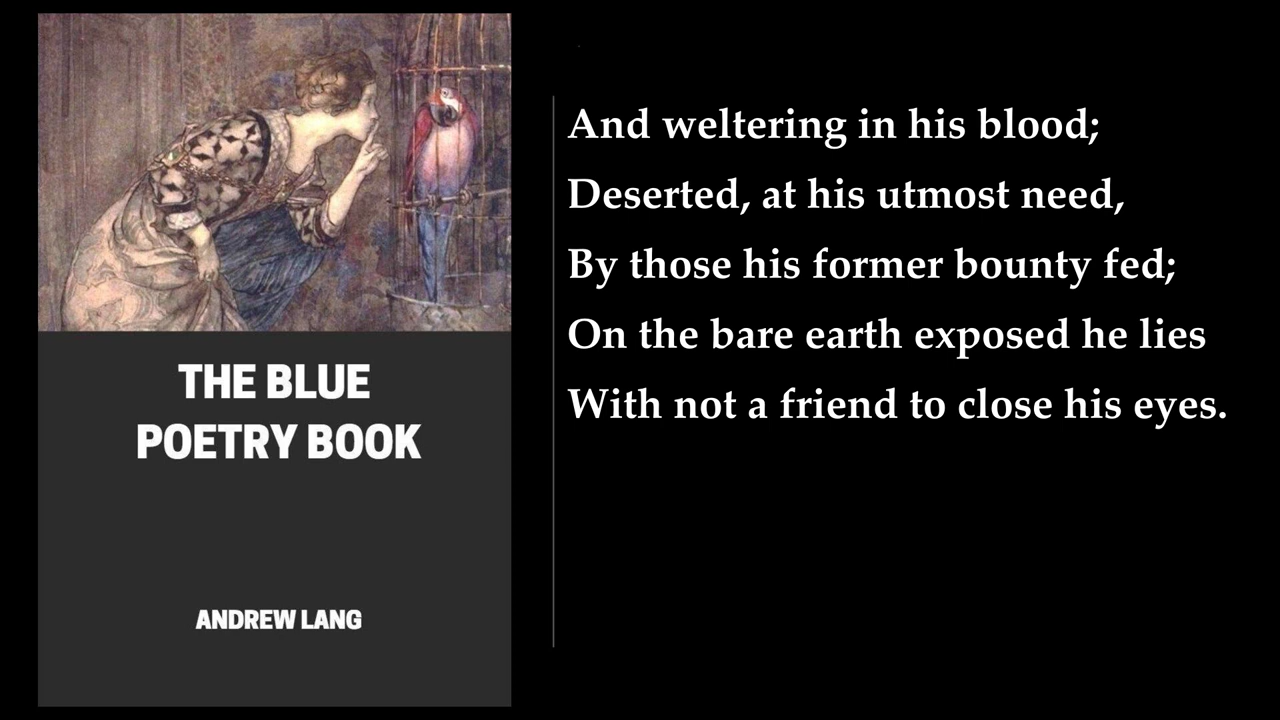 THE BLUE
POETRY BOOK
ANDREW LANG
And weltering in his blood;
Deserted, at his utmost need,
By those his former bounty fed;
On the bare earth exposed he lies
With not a friend to close his eyes.